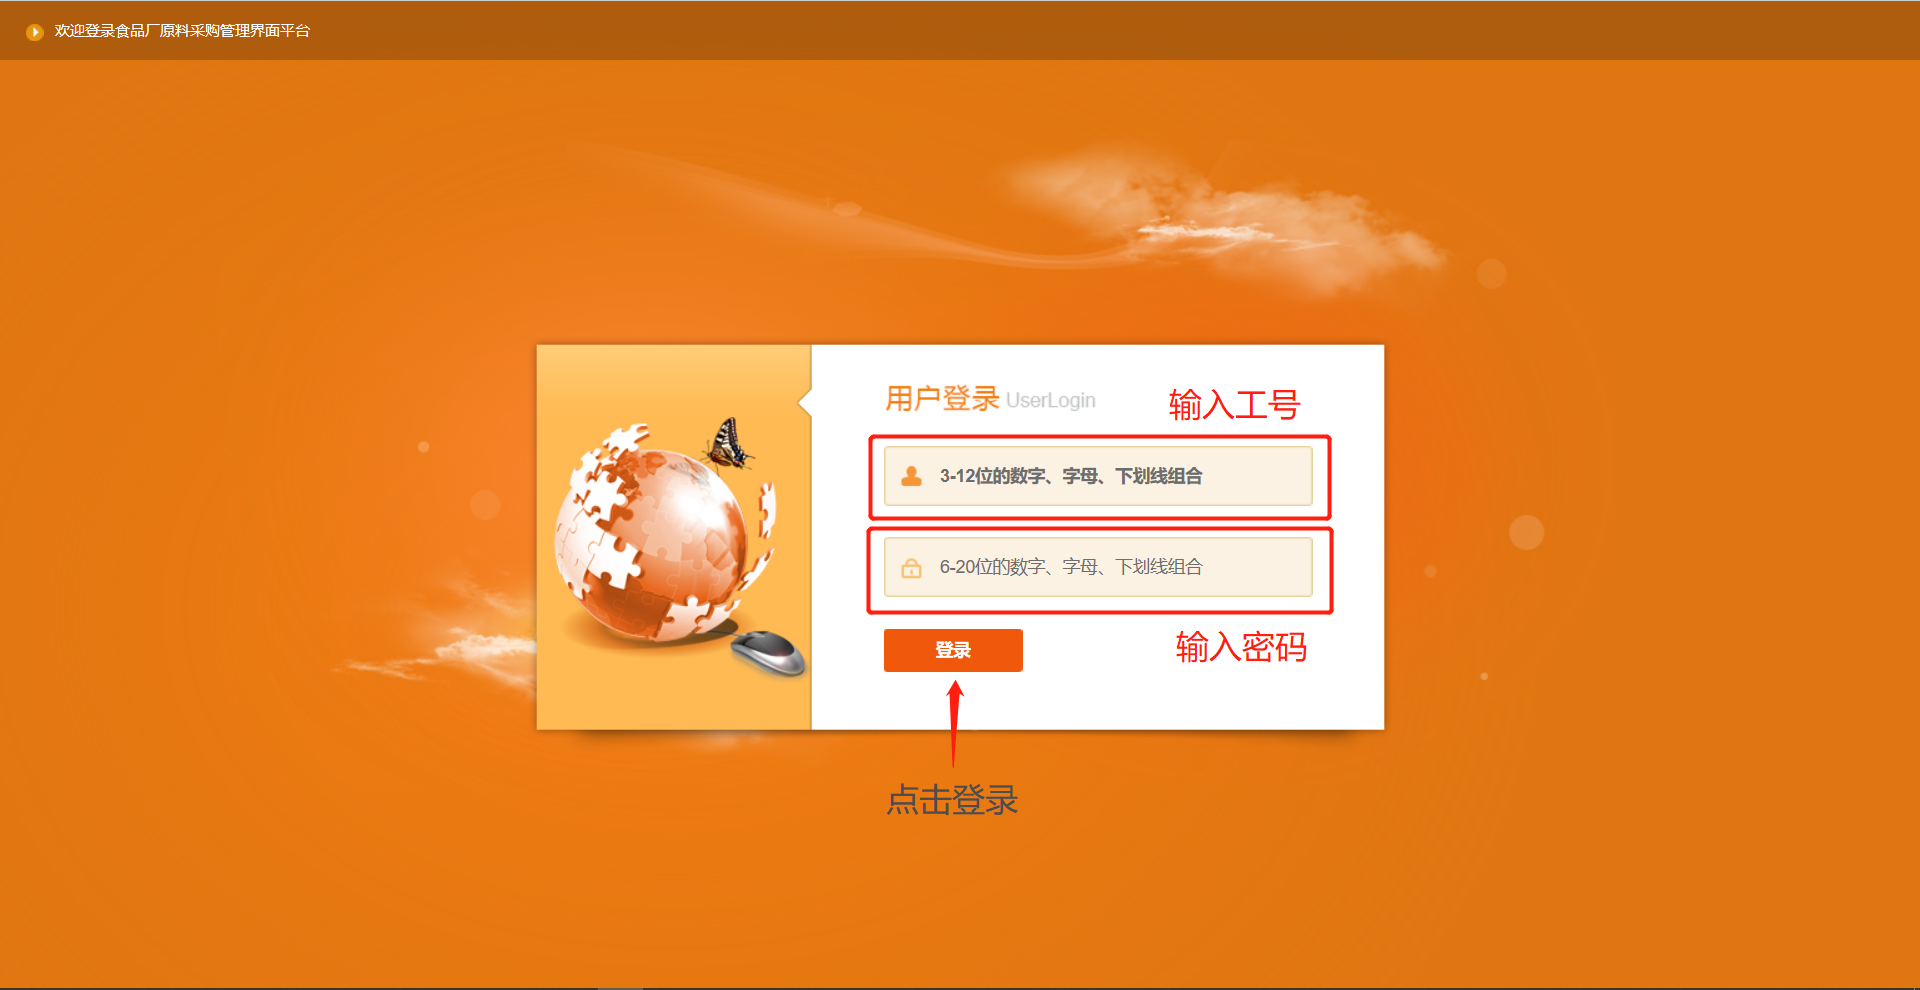 欢迎登录食品厂原料采购管理界面平台
用户登录 UserLogin
输入工号
3-12位的数字、字母、下划线组合
6-20位的数字、字母、下划线组合
登录
输入密码
点击登录